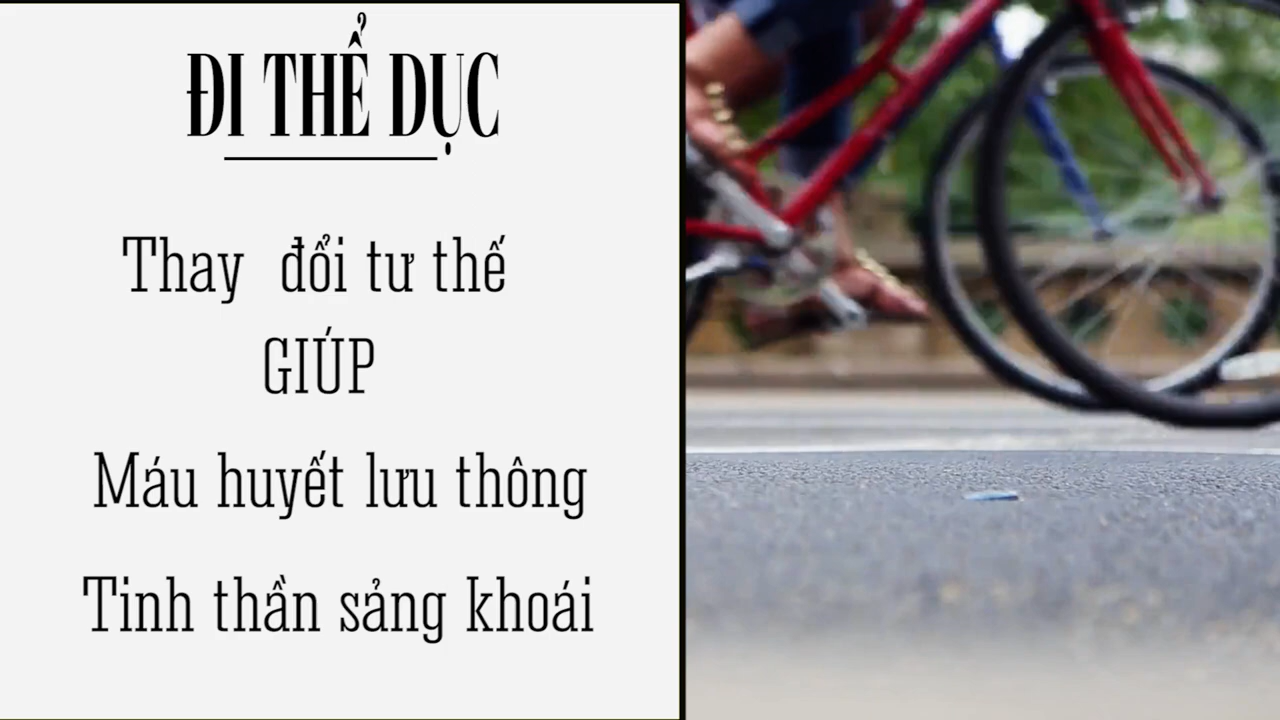 ĐI THỂ DỤC
Thay đổi tư thế
GIÚP
Máu huyết lưu thông
Tinh thần sảng khoái